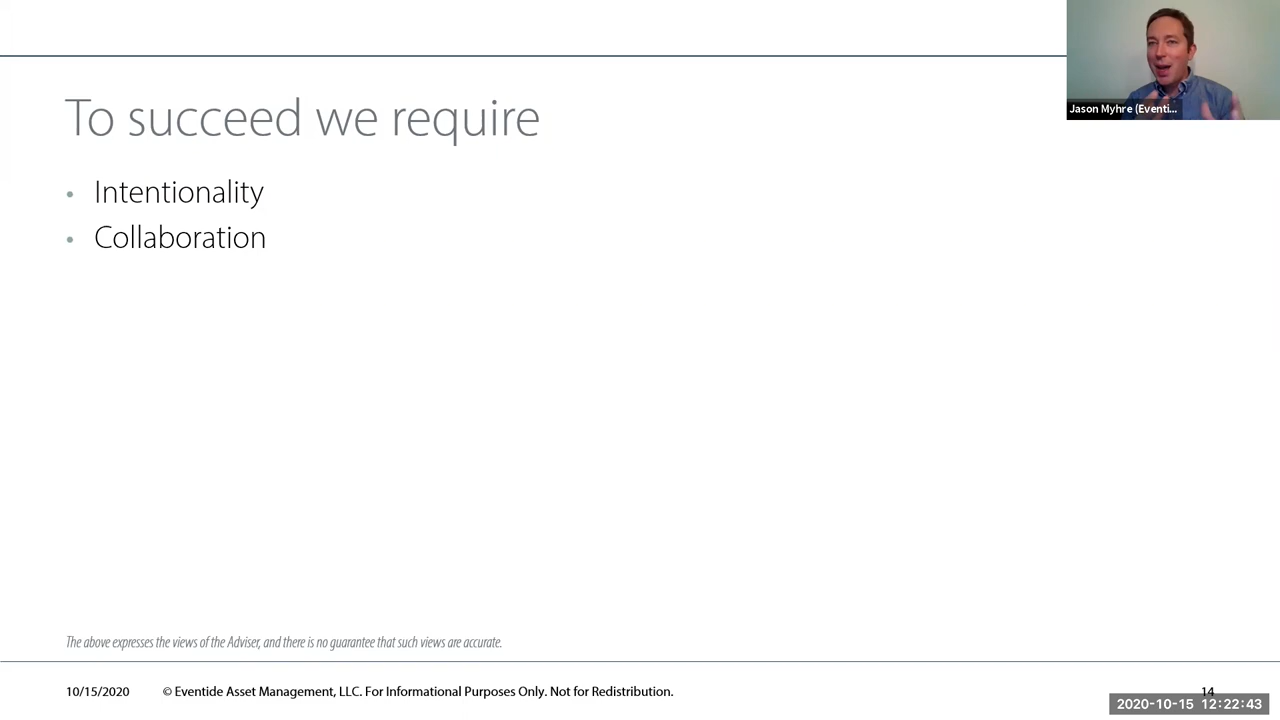 Jason Myhre (Eventi...
To succeed we require
• Intentionality
• Collaboration
The above expresses the views of the Adviser, and there is no guarantee that such views are accurate.
10/15/2020 © Eventide Asset Management, LLC. For Informational Purposes Only. Not for Redistribution. 14
2020-10-15 12:22:43